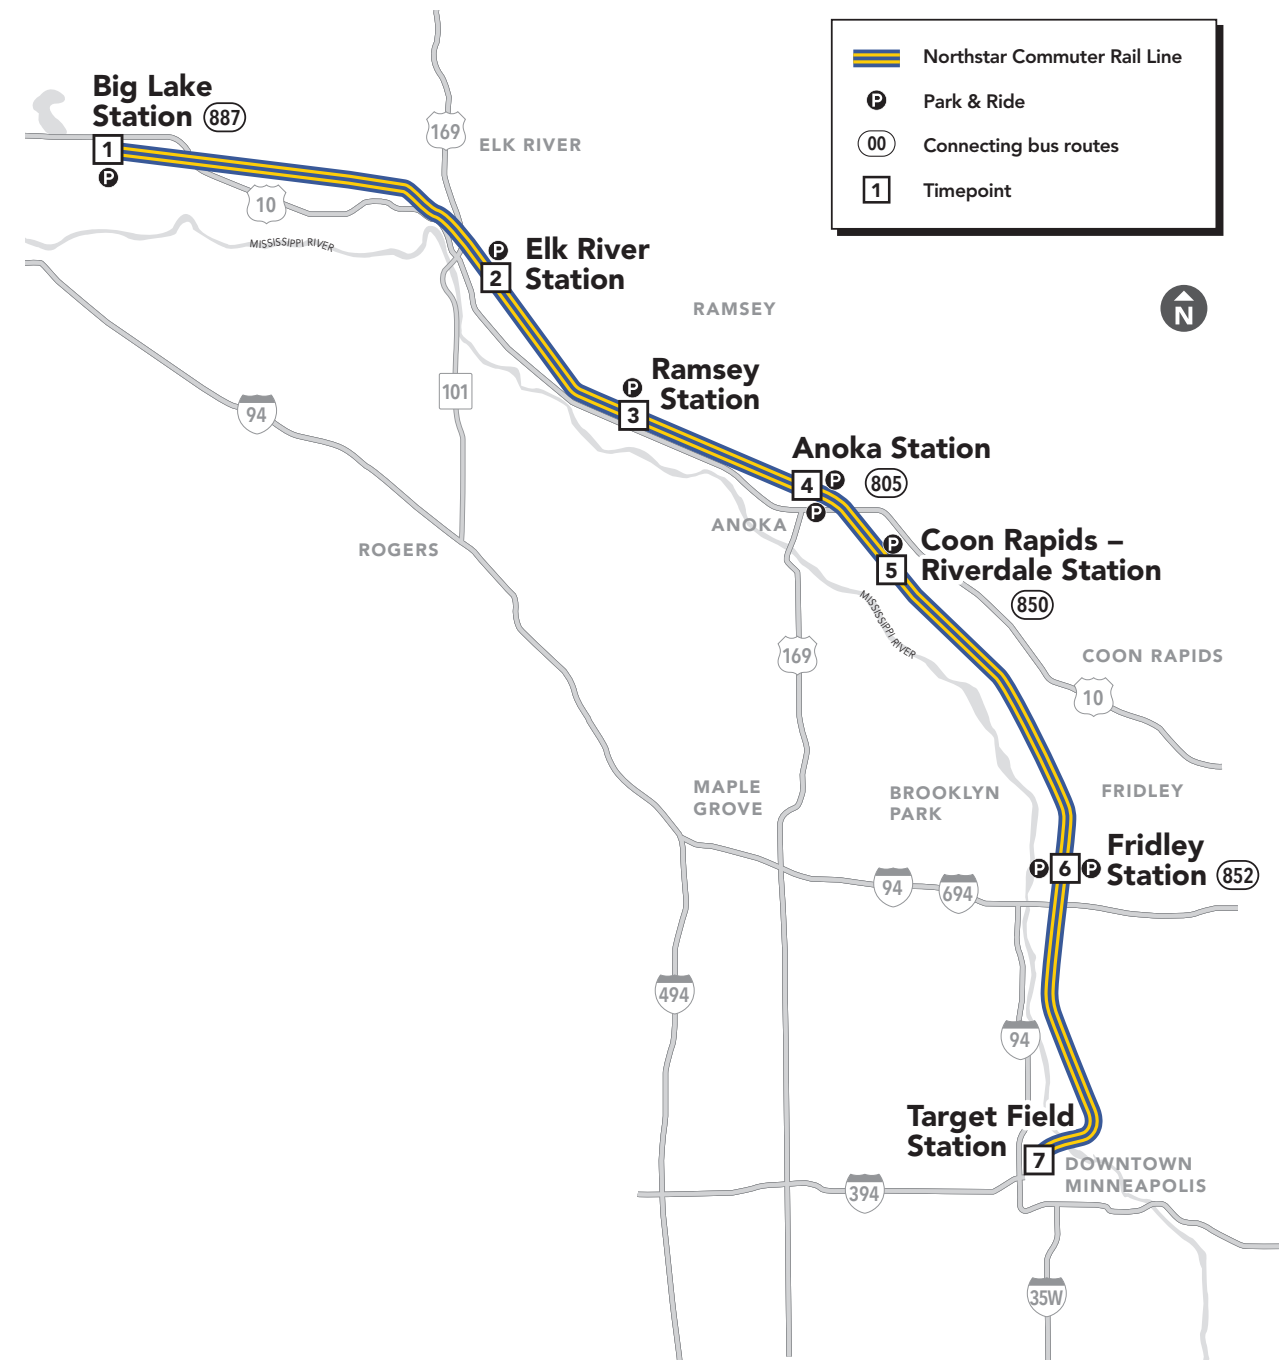 Northstar Commuter Rail Line
P
Park & Ride
00
Connecting bus routes
1
Timepoint
Big Lake
Station 887
1
P
169
ELK RIVER
10
MISSISSIPPI RIVER
P
Elk River
2
Station
RAMSEY
N
Ramsey
P
Station
3
101
94
Anoka Station
4
P
805
P
ANOKA
ROGERS
P
Coon Rapids –
5
Riverdale Station
850
MISSISSIPPI RIVER
169
COON RAPIDS
10
MAPLE
GROVE
BROOKLYN
PARK
FRIDLEY
Fridley
P 6 P
Station 852
94
694
494
94
Target Field
Station
7
DOWNTOWN
MINNEAPOLIS
394
35W